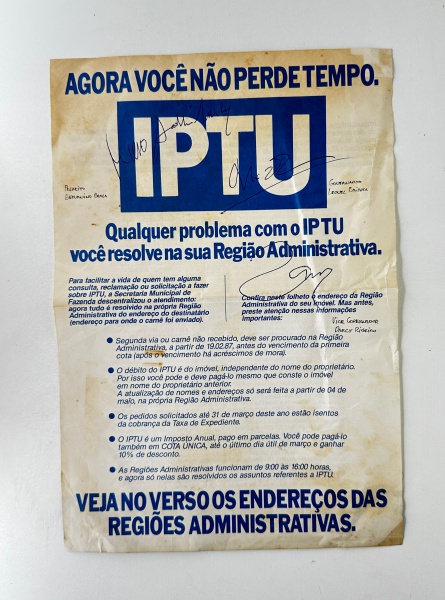 AGORA VOCÊ NÃO PERDE TEMPO.
IPTU
Prefeito
Governador
Qualquer problema com o IPTU
você resolve na sua Região Administrativa.
Para facilitar a vida de quem tem alguma
consulta, reclamação ou solicitação a fazer
sobre IPTU, a Secretaria Municipal de
Fazenda descentralizou o atendimento:
agora tudo é resolvido na própria Região
Administrativa do endereço do destinatário
(endereço para onde o carnê foi enviado).
Confira neste folheto o endereço da Região
Administrativa do seu imóvel. Mas antes,
preste atenção nessas informações
importantes:
Vice Governador
Darcy Ribeiro
Segunda via ou carnê não recebido, deve ser procurado na Região
Administrativa, a partir de 19.02.87, antes do vencimento da primeira
cota (após o vencimento há acréscimos de mora).
O débito do IPTU é do imóvel, independente do nome do proprietário.
Por isso você pode e deve pagá-lo mesmo que conste o imóvel
em nome do proprietário anterior.
A atualização de nomes e endereços só será feita a partir de 04 de
maio, na própria Região Administrativa.
Os pedidos solicitados até 31 de março deste ano estão isentos
da cobrança da Taxa de Expediente.
O IPTU é um Imposto Anual, pago em parcelas. Você pode pagá-lo
também em COTA ÚNICA, até o último dia útil de março e ganhar
10% de desconto.
As Regiões Administrativas funcionam de 9:00 às 16:00 horas,
e agora só nelas são resolvidos os assuntos referentes a IPTU.
VEJA NO VERSO OS ENDEREÇOS DAS
REGIÕES ADMINISTRATIVAS.